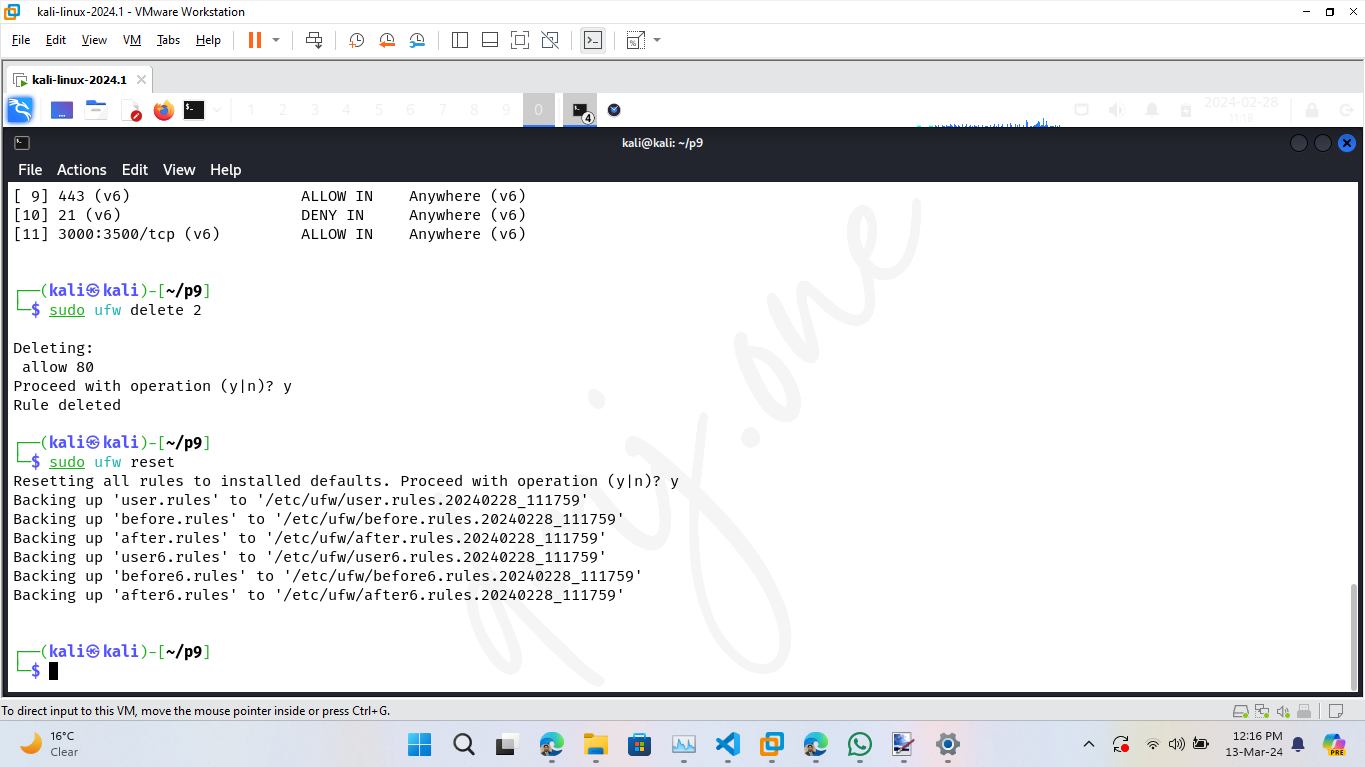 kali-linux-2024.1 - VMware Workstation
File Edit View VM Tabs Help
kali-linux-2024.1
1 2 3 4 5 6 7 8 9 0 4 2024-02-28
11:18
kali@kali: ~/p9
File Actions Edit View Help
[ 9] 443 (v6) ALLOW IN Anywhere (v6)
[10] 21 (v6) DENY IN Anywhere (v6)
[11] 3000:3500/tcp (v6) ALLOW IN Anywhere (v6)
┌──(kali㉿kali)-[~/p9]
└─$ sudo ufw delete 2
Deleting:
allow 80
Proceed with operation (y|n)? y
Rule deleted
┌──(kali㉿kali)-[~/p9]
└─$ sudo ufw reset
Resetting all rules to installed defaults. Proceed with operation (y|n)? y
Backing up 'user.rules' to '/etc/ufw/user.rules.20240228_111759'
Backing up 'before.rules' to '/etc/ufw/before.rules.20240228_111759'
Backing up 'after.rules' to '/etc/ufw/after.rules.20240228_111759'
Backing up 'user6.rules' to '/etc/ufw/user6.rules.20240228_111759'
Backing up 'before6.rules' to '/etc/ufw/before6.rules.20240228_111759'
Backing up 'after6.rules' to '/etc/ufw/after6.rules.20240228_111759'
┌──(kali㉿kali)-[~/p9]
└─$
To direct input to this VM, move the mouse pointer inside or press Ctrl+G.
16°C
Clear
12:16 PM
13-Mar-24
PRE